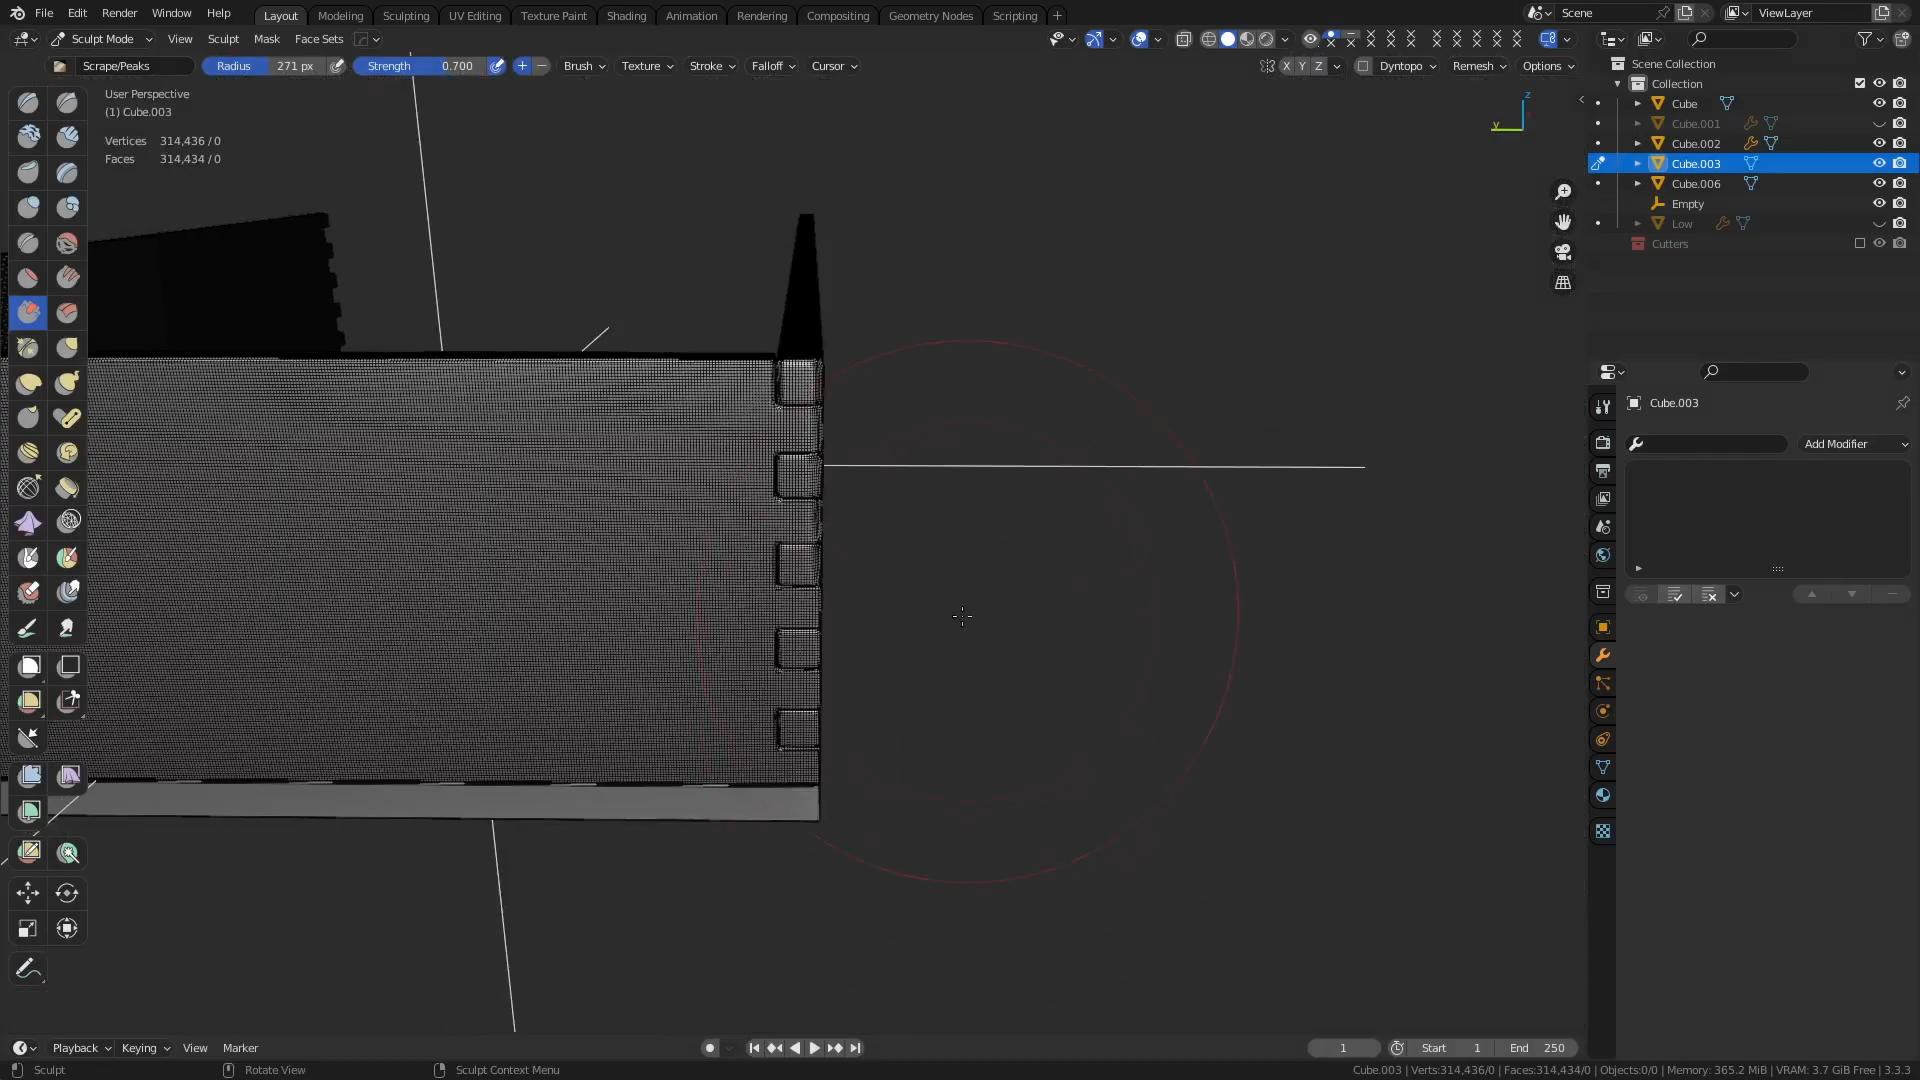 File Edit Render Window Help Layout Modeling Sculpting UV Editing Texture Paint Shading Animation Rendering Compositing Geometry Nodes Scripting + Scene ViewLayer
Sculpt Mode View Sculpt Mask Face Sets
Scrape/Peaks Radius 271 px Strength 0.700 Brush Texture Stroke Falloff Cursor X Y Z Dyntopo Remesh Options
User Perspective
(1) Cube.003
Vertices 314,436 / 0
Faces 314,434 / 0
z
y
Scene Collection
Collection
Cube
Cube.001
Cube.002
Cube.003
Cube.006
Empty
Low
Cutters
Cube.003
Add Modifier
Playback Keying View Marker 1 Start 1 End 250
Sculpt Rotate View Sculpt Context Menu Cube.003 | Verts:314,436/0 | Faces:314,434/0 | Objects:0/0 | Memory: 365.2 MiB | VRAM: 3.7 GiB Free | 3.3.3